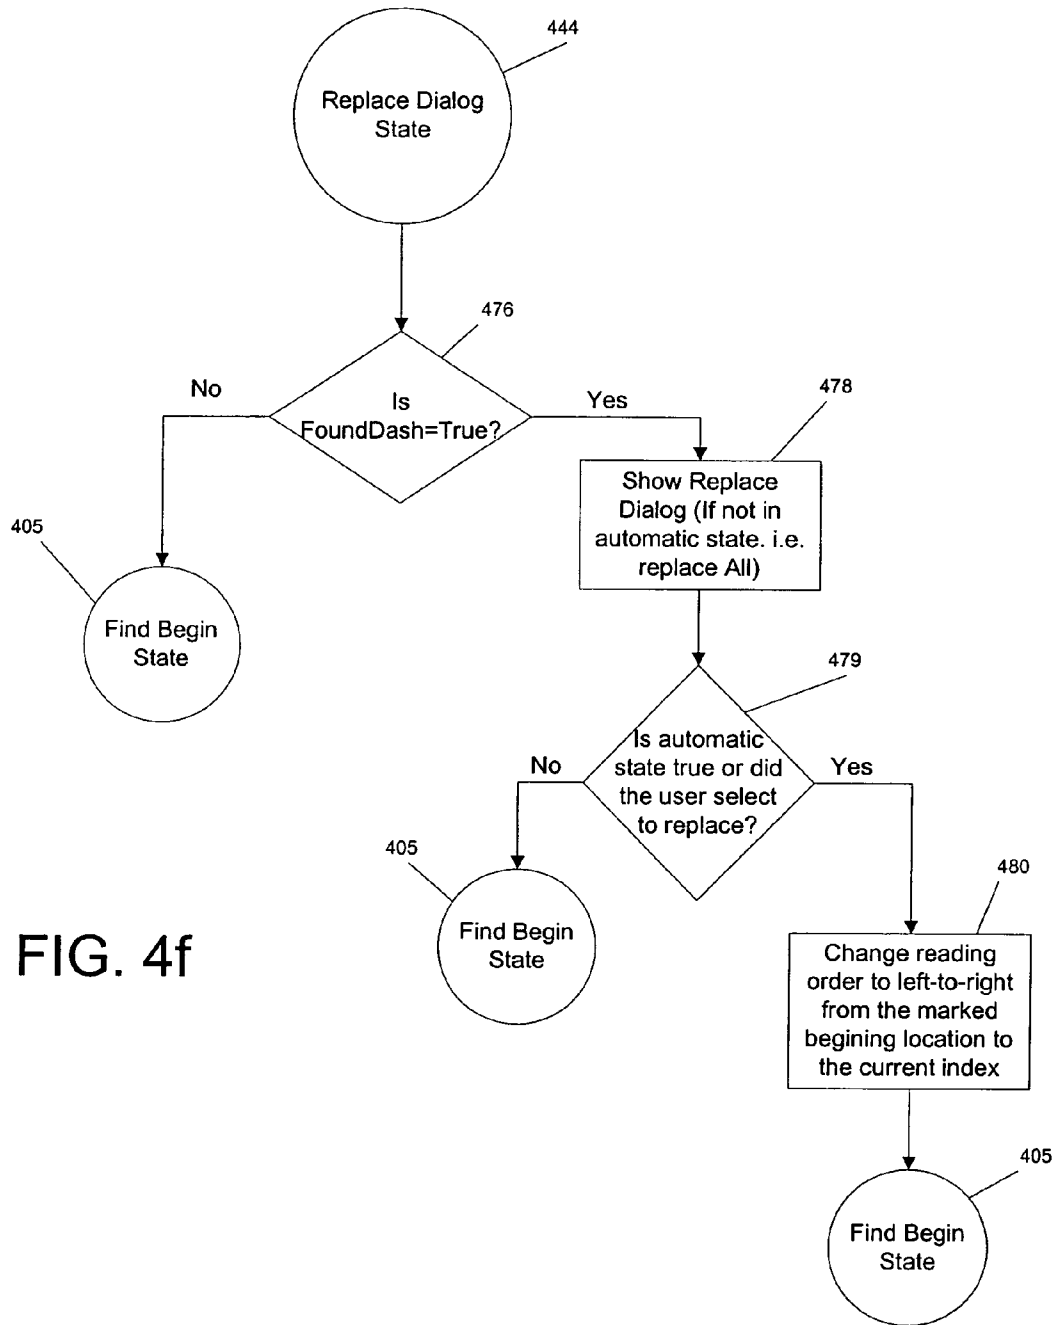 444
Replace Dialog
State
476
No
Is
FoundDash=True?
Yes
478
Show Replace
Dialog (If not in
automatic state. i.e.
replace All)
405
Find Begin
State
479
No
Is automatic
state true or did
the user select
to replace?
Yes
405
Find Begin
State
480
Change reading
order to left-to-right
from the marked
begining location to
the current index
405
Find Begin
State
FIG. 4f